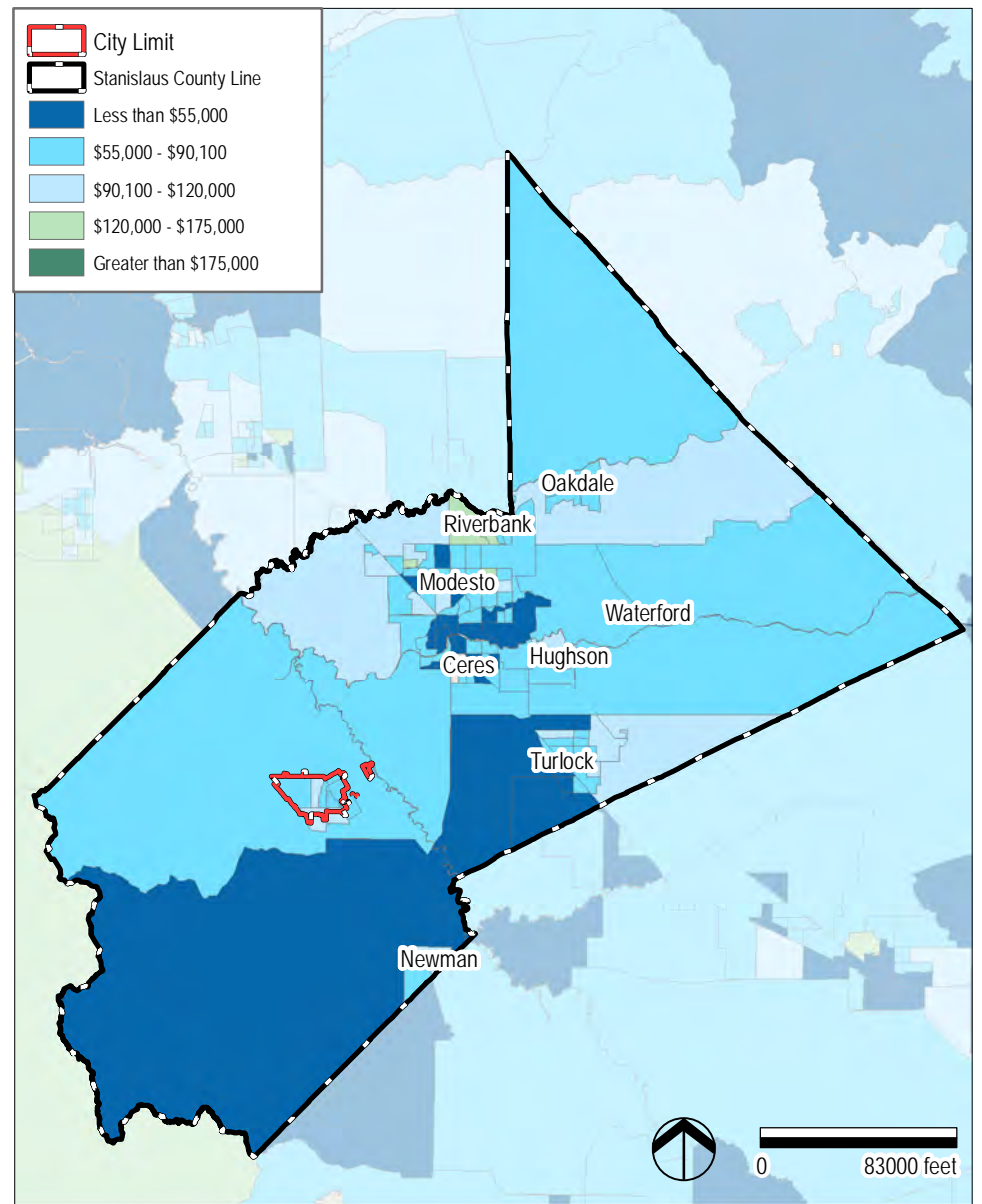 City Limit
Stanislaus County Line
Less than $55,000
$55,000 - $90,100
$90,100 - $120,000
$120,000 - $175,000
Greater than $175,000
Oakdale
Riverbank
Modesto
Waterford
Hughson
Ceres
Turlock
Newman
0 83000 feet